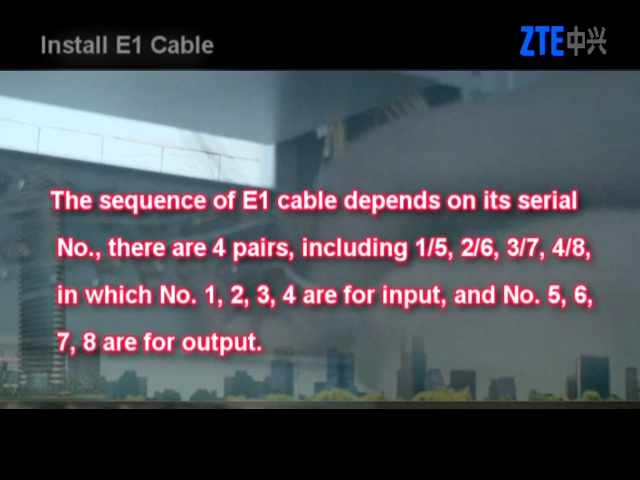 Install E1 Cable
ZTE中兴
The sequence of E1 cable depends on its serial
No., there are 4 pairs, including 1/5, 2/6, 3/7, 4/8,
in which No. 1, 2, 3, 4 are for input, and No. 5, 6,
7, 8 are for output.